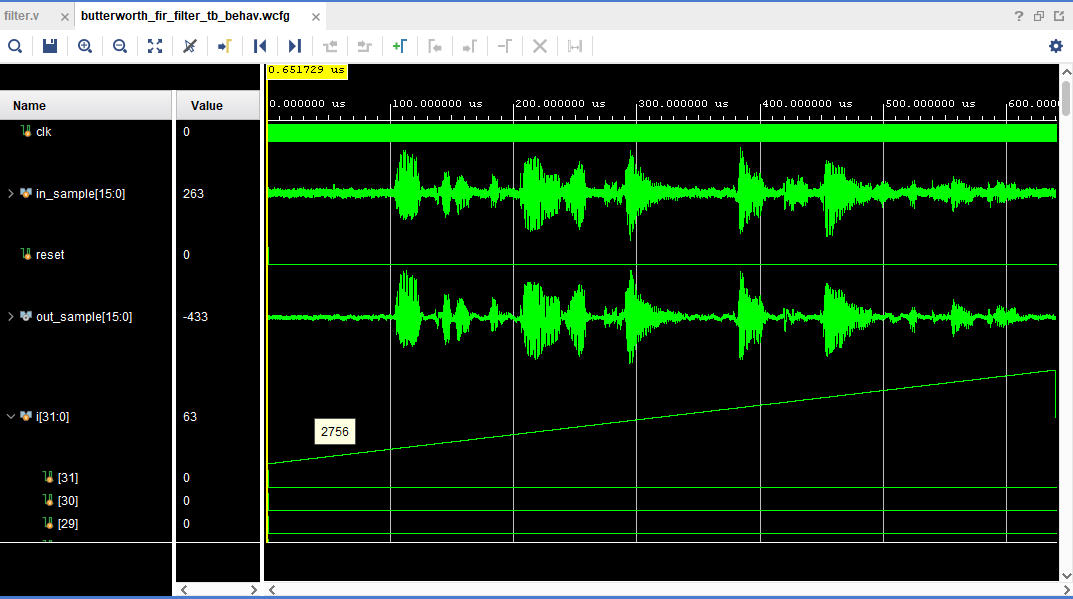 filter.v
butterworth_fir_filter_tb_behav.wcfg
0.651729 us
Name
Value
0.000000 us
100.000000 us
200.000000 us
300.000000 us
400.000000 us
500.000000 us
600.0000
clk
0
in_sample[15:0]
263
reset
0
out_sample[15:0]
-433
i[31:0]
63
2756
[31]
0
[30]
0
[29]
0